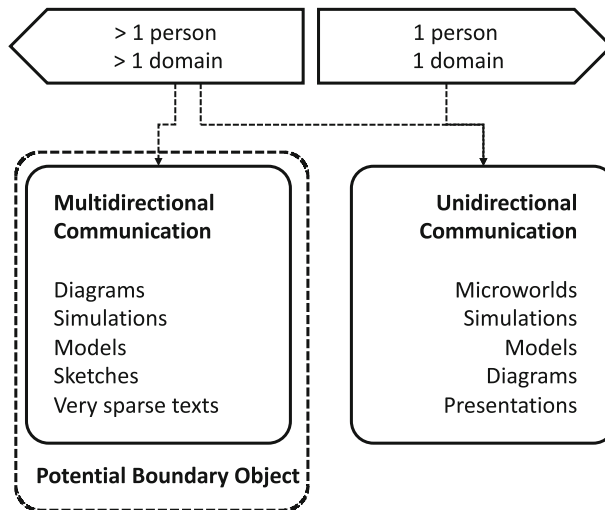 > 1 person
> 1 domain
1 person
1 domain
Multidirectional
Communication
Diagrams
Simulations
Models
Sketches
Very sparse texts
Potential Boundary Object
Unidirectional
Communication
Microworlds
Simulations
Models
Diagrams
Presentations